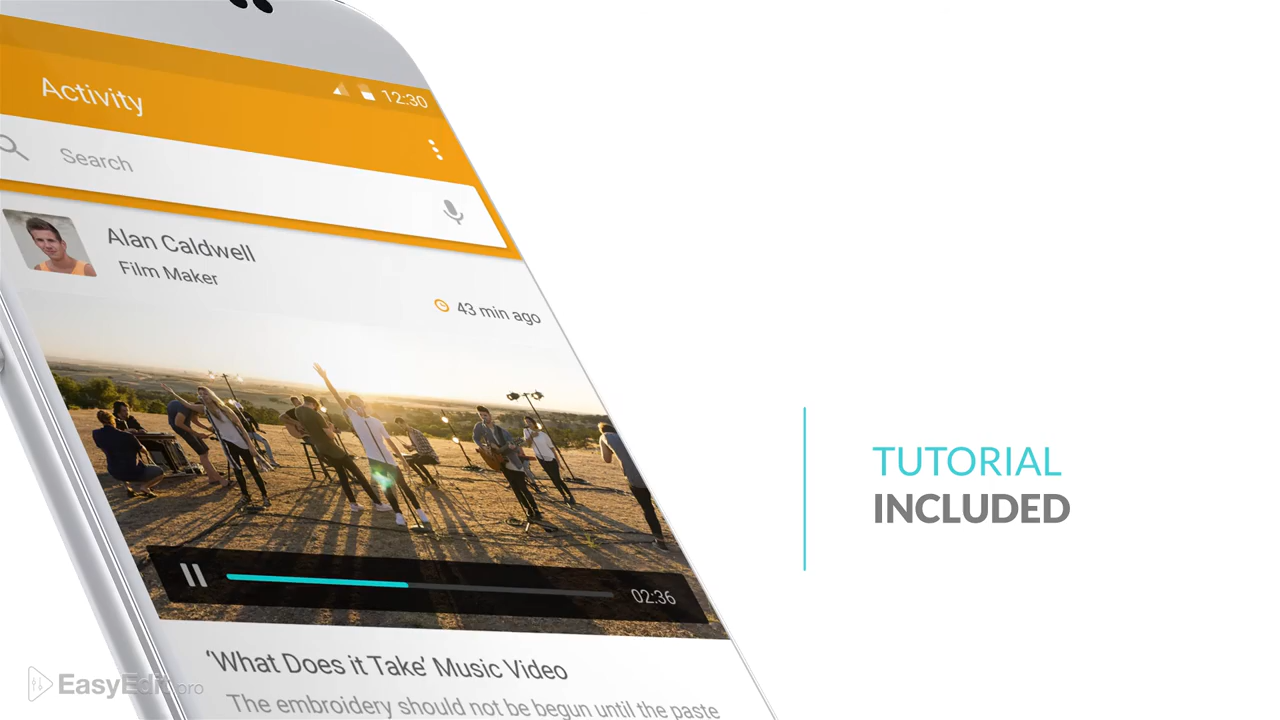 12:30
Activity
Search
Alan Caldwell
Film Maker
43 min ago
02:36
‘What Does it Take’ Music Video
The embroidery should not be begun until the paste
TUTORIAL
INCLUDED
EasyEdit.pro